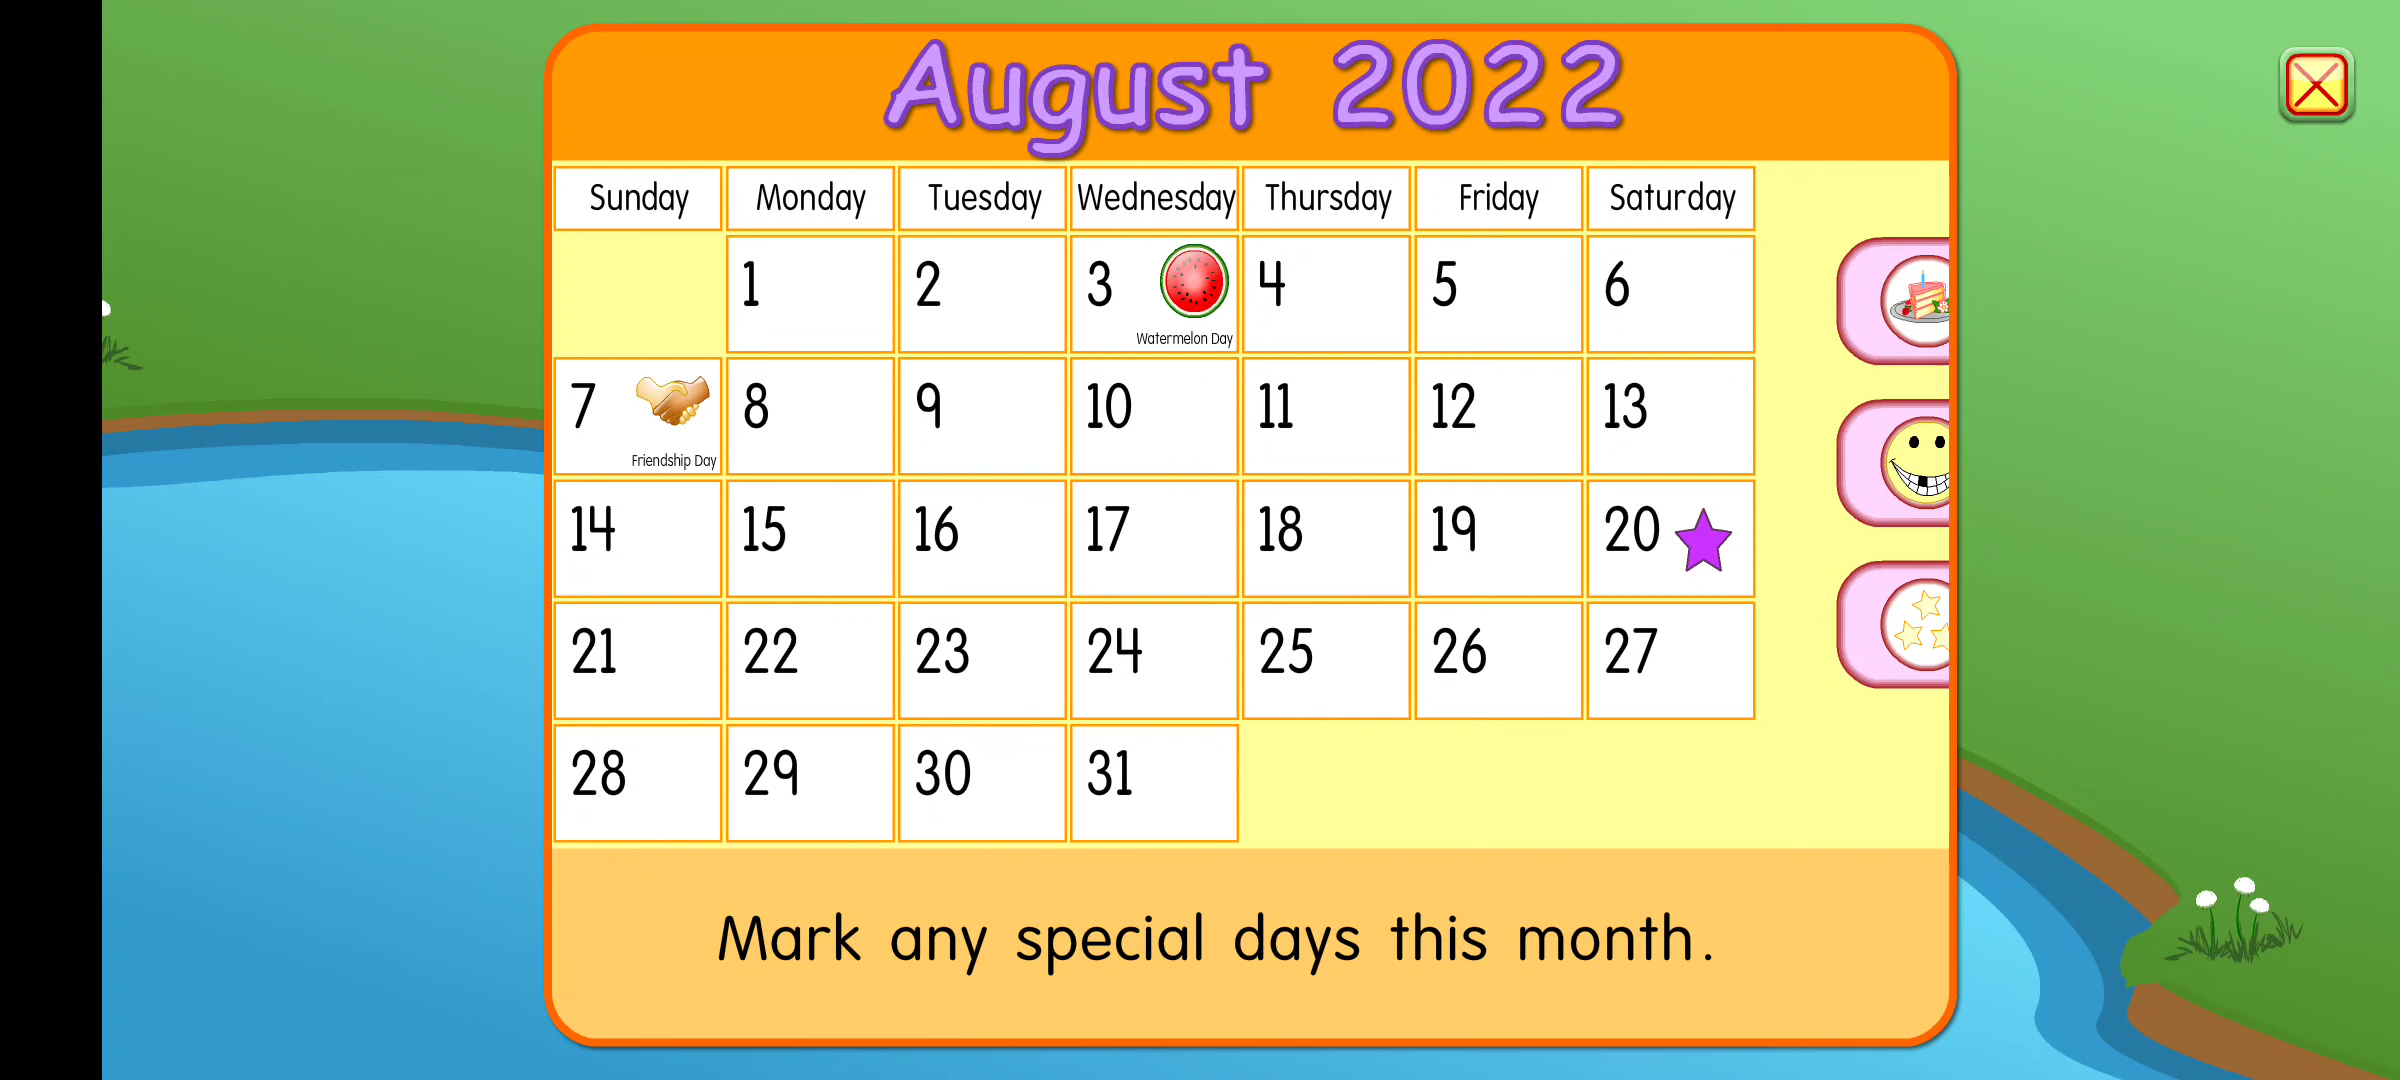 August 2022
Sunday Monday Tuesday Wednesday Thursday Friday Saturday
1 2 3 4 5 6
Watermelon Day
7 8 9 10 11 12 13
Friendship Day
14 15 16 17 18 19 20
21 22 23 24 25 26 27
28 29 30 31
Mark any special days this month.